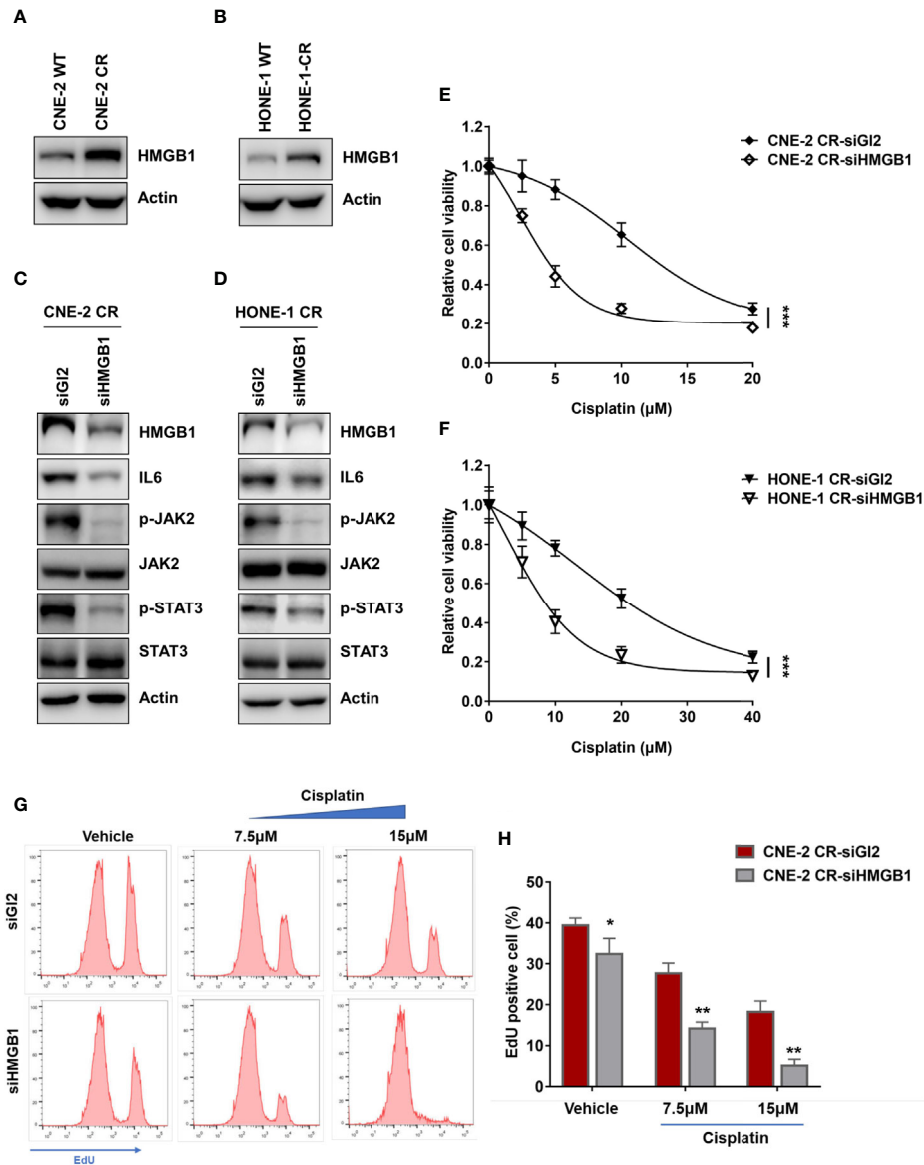 A
CNE-2 WT
CNE-2 CR
HMGB1
Actin
B
HONE-1 WT
HONE-1-CR
HMGB1
Actin
C
CNE-2 CR
siGl2
siHMGB1
HMGB1
IL6
p-JAK2
JAK2
p-STAT3
STAT3
Actin
D
HONE-1 CR
siGl2
siHMGB1
HMGB1
IL6
p-JAK2
JAK2
p-STAT3
STAT3
Actin
E
CNE-2 CR-siGl2
CNE-2 CR-siHMGB1
Relative cell viability
1.2
1.0
0.8
0.6
0.4
0.2
0.0
0
5
10
15
20
Cisplatin (µM)
***
F
HONE-1 CR-siGl2
HONE-1 CR-siHMGB1
Relative cell viability
1.2
1.0
0.8
0.6
0.4
0.2
0.0
0
10
20
30
40
Cisplatin (µM)
***
G
Cisplatin
Vehicle
7.5µM
15µM
siGl2
siHMGB1
EdU
H
CNE-2 CR-siGl2
CNE-2 CR-siHMGB1
EdU positive cell (%)
50
40
30
20
10
0
*
**
**
Vehicle
7.5µM
15µM
Cisplatin